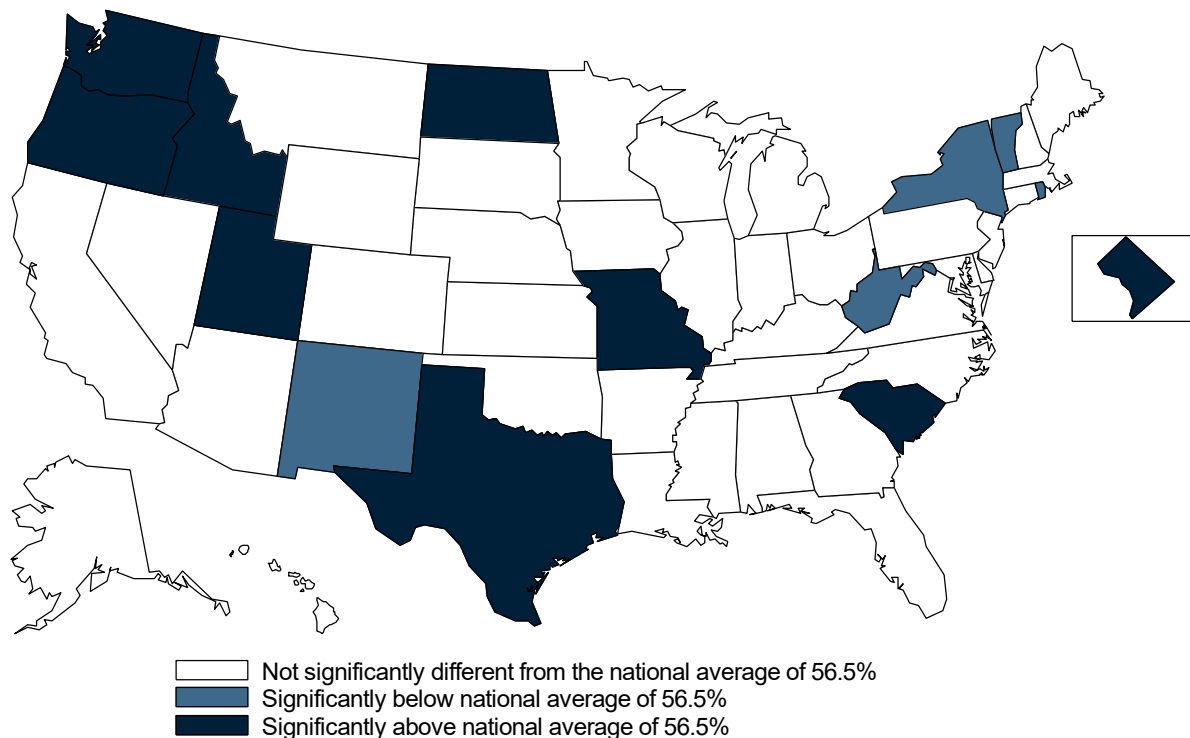 Not significantly different from the national average of 56.5%
Significantly below national average of 56.5%
Significantly above national average of 56.5%